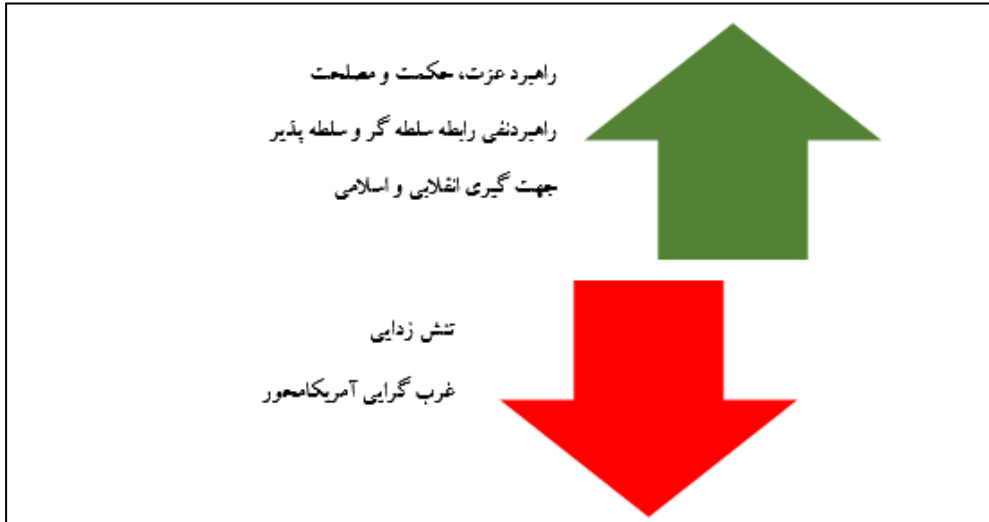 راهبرد عزت، حکمت و مصلحت
راهبردنفی رابطه سلطه گر و سلطه پذیر
جهت گیری انقلابی و اسلامی
تنش زدایی
غرب گرایی آمریکامحور